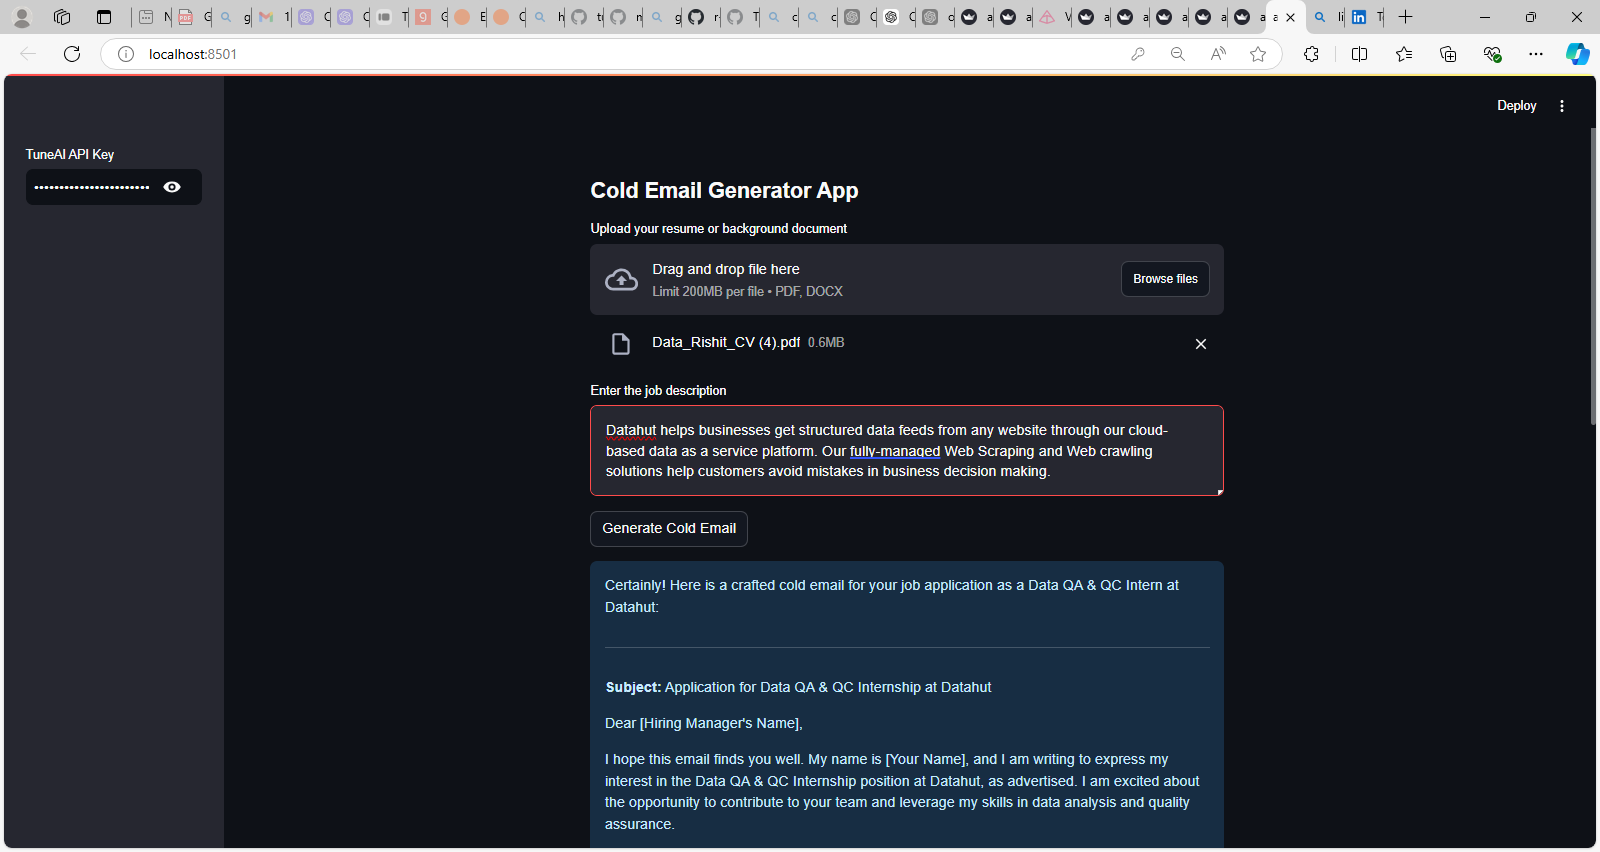 localhost:8501
Deploy
TuneAI API Key
Cold Email Generator App
Upload your resume or background document
Drag and drop file here
Limit 200MB per file • PDF, DOCX
Browse files
Data_Rishit_CV (4).pdf 0.6MB
Enter the job description
Datahut helps businesses get structured data feeds from any website through our cloud-
based data as a service platform. Our fully-managed Web Scraping and Web crawling
solutions help customers avoid mistakes in business decision making.
Generate Cold Email
Certainly! Here is a crafted cold email for your job application as a Data QA & QC Intern at
Datahut:
Subject: Application for Data QA & QC Internship at Datahut
Dear [Hiring Manager's Name],
I hope this email finds you well. My name is [Your Name], and I am writing to express my
interest in the Data QA & QC Internship position at Datahut, as advertised. I am excited about
the opportunity to contribute to your team and leverage my skills in data analysis and quality
assurance.